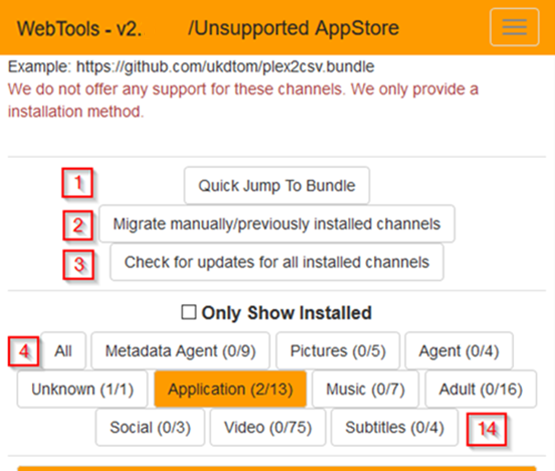 WebTools - v2. /Unsupported AppStore
Example: https://github.com/ukdtom/plex2csv.bundle
We do not offer any support for these channels. We only provide a
installation method.
1 Quick Jump To Bundle
2 Migrate manually/previously installed channels
3 Check for updates for all installed channels
Only Show Installed
4 All Metadata Agent (0/9) Pictures (0/5) Agent (0/4)
Unknown (1/1) Application (2/13) Music (0/7) Adult (0/16)
Social (0/3) Video (0/75) Subtitles (0/4) 14